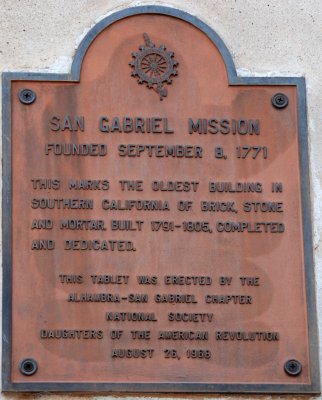 SAN GABRIEL MISSION
FOUNDED SEPTEMBER 8, 1771
THIS MARKS THE OLDEST BUILDING IN
SOUTHERN CALIFORNIA OF BRICK, STONE
AND MORTAR. BUILT 1791-1805, COMPLETED
AND DEDICATED.
THIS TABLET WAS ERECTED BY THE
ALHAMBRA-SAN GABRIEL CHAPTER
NATIONAL SOCIETY
DAUGHTERS OF THE AMERICAN REVOLUTION
AUGUST 26, 1968